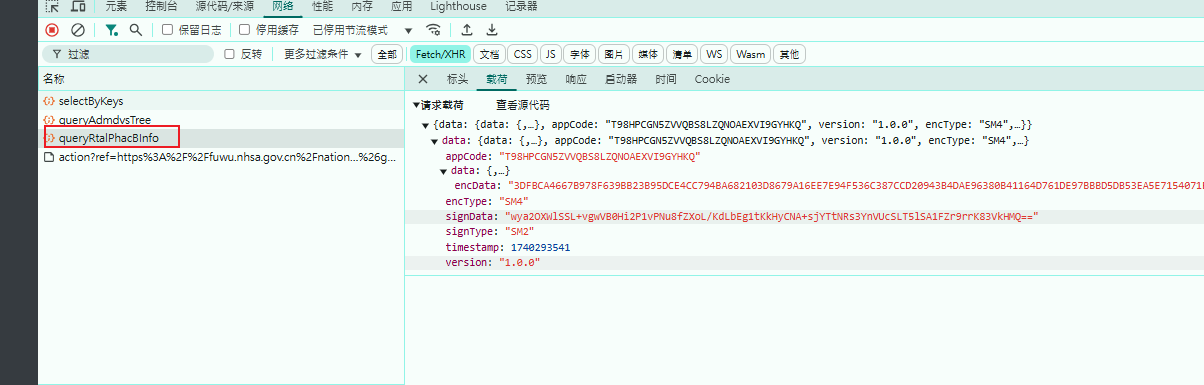 元素 控制台 源代码/来源 网络 性能 内存 应用 Lighthouse 记录器
保留日志 停用缓存 已停用节流模式
过滤 反转 更多过滤条件 全部 Fetch/XHR 文档 CSS JS 字体 图片 媒体 清单 WS Wasm 其他
名称 标头 载荷 预览 响应 启动器 时间 Cookie
selectByKeys
queryAdmdvsTree
queryRtalPhacBInfo
action?ref=https%3A%2F%2Ffuwu.nhsa.gov.cn%2Fnation...%26g...
请求载荷 查看源代码
{data: {data: {,…}, appCode: "T98HPCGN5ZVVQBS8LZQNOAEXVI9GYHKQ", version: "1.0.0", encType: "SM4",…}}
data: {data: {,…}, appCode: "T98HPCGN5ZVVQBS8LZQNOAEXVI9GYHKQ", version: "1.0.0", encType: "SM4",…}
appCode: "T98HPCGN5ZVVQBS8LZQNOAEXVI9GYHKQ"
data: {,…}
encData: "3DFBCA4667B978F639BB23B95DCE4CC794BA682103D8679A16EE7E94F536C387CCD20943B4DAE96380B41164D761DE97BBBD5DB53EA5E7154071
encType: "SM4"
signData: "wya2OXWlSSL+vgwVB0Hi2P1vPNu8fZXoL/KdLbEg1tKkHyCNA+sjYTtNRs3YnVUcSLT5lSA1FZr9rrK83VkHMQ=="
signType: "SM2"
timestamp: 1740293541
version: "1.0.0"